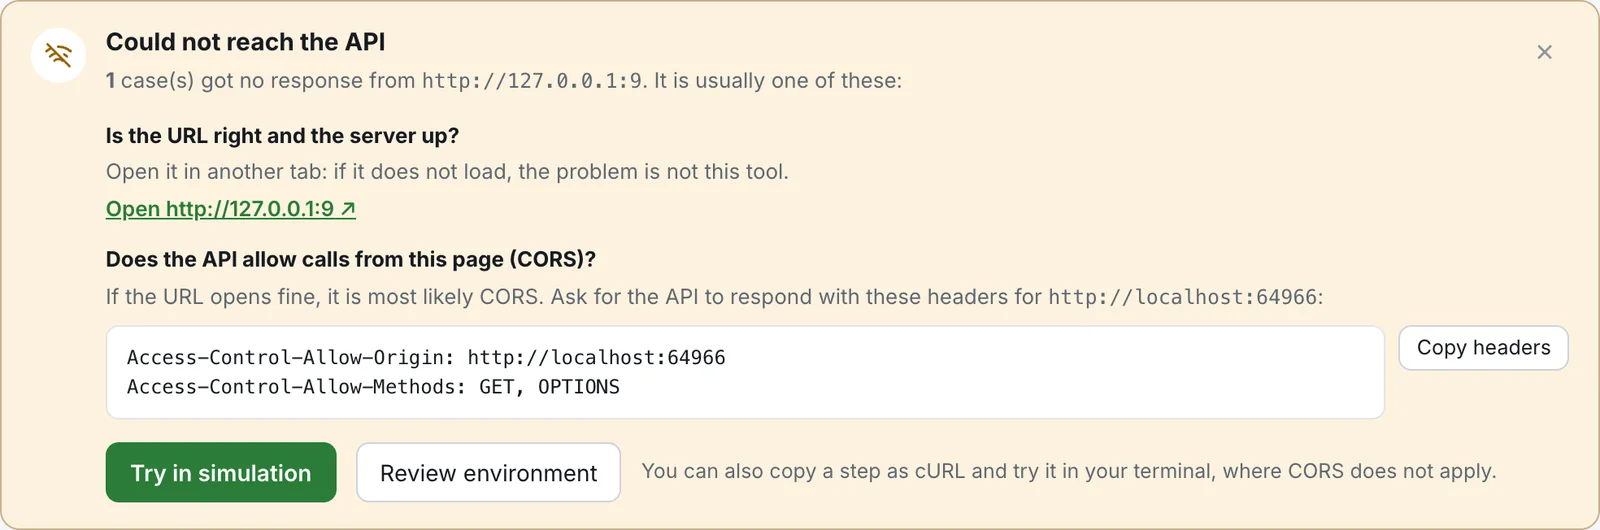 Could not reach the API
1 case(s) got no response from http://127.0.0.1:9. It is usually one of these:
Is the URL right and the server up?
Open it in another tab: if it does not load, the problem is not this tool.
Open http://127.0.0.1:9 ↗
Does the API allow calls from this page (CORS)?
If the URL opens fine, it is most likely CORS. Ask for the API to respond with these headers for http://localhost:64966:
Access-Control-Allow-Origin: http://localhost:64966
Access-Control-Allow-Methods: GET, OPTIONS
Copy headers
Try in simulation
Review environment
You can also copy a step as cURL and try it in your terminal, where CORS does not apply.